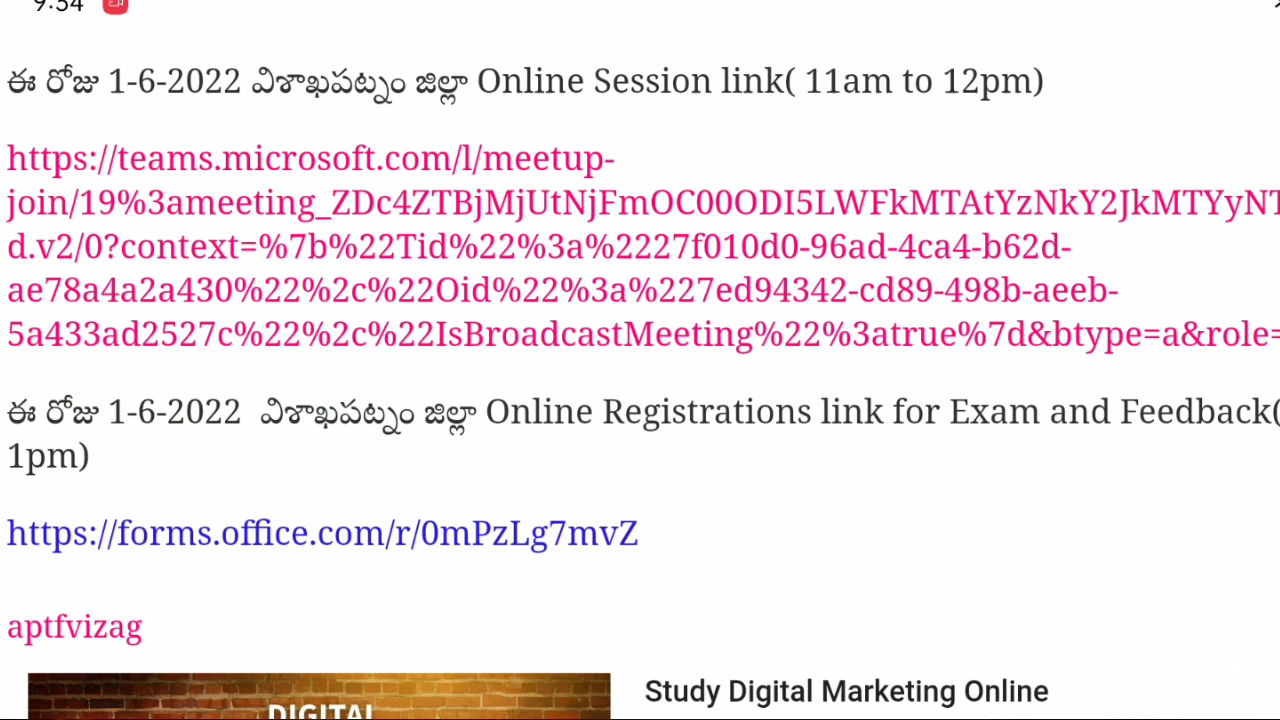 9:54
ఈ రోజు 1-6-2022 విశాఖపట్నం జిల్లా Online Session link( 11am to 12pm)
https://teams.microsoft.com/l/meetup-
join/19%3ameeting_ZDc4ZTBjMjUtNjFmOC00ODI5LWFkMTAtYzNkY2JkMTYyNT
d.v2/0?context=%7b%22Tid%22%3a%2227f010d0-96ad-4ca4-b62d-
ae78a4a2a430%22%2c%22Oid%22%3a%227ed94342-cd89-498b-aeeb-
5a433ad2527c%22%2c%22IsBroadcastMeeting%22%3atrue%7d&btype=a&role=
ఈ రోజు 1-6-2022 విశాఖపట్నం జిల్లా Online Registrations link for Exam and Feedback(
1pm)
https://forms.office.com/r/0mPzLg7mvZ
aptfvizag
Study Digital Marketing Online
DIGITAL